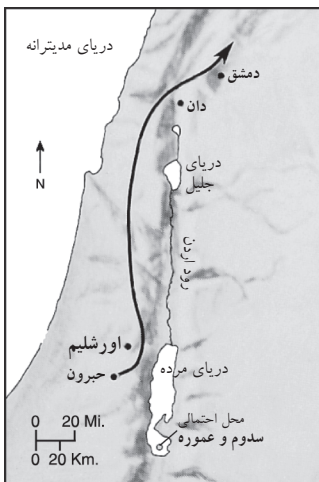 دریای مدیترانه
دمشق
دان
N
دریای
جلیل
رود اردن
اورشلیم
حبرون
دریای مرده
محل احتمالی
سدوم و عموره
0 20 Mi.
0 20 Km.